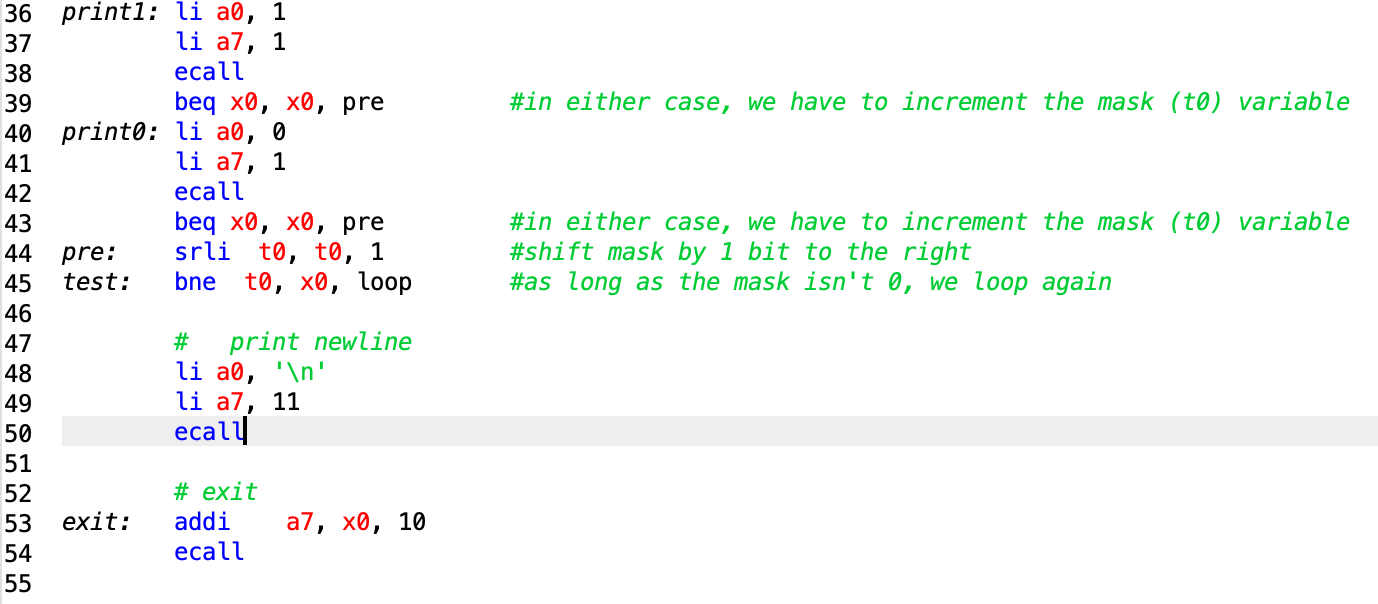 36 print1: li a0, 1
37 li a7, 1
38 ecall
39 beq x0, x0, pre #in either case, we have to increment the mask (t0) variable
40 print0: li a0, 0
41 li a7, 1
42 ecall
43 beq x0, x0, pre #in either case, we have to increment the mask (t0) variable
44 pre: srli t0, t0, 1 #shift mask by 1 bit to the right
45 test: bne t0, x0, loop #as long as the mask isn't 0, we loop again
46
47 # print newline
48 li a0, '\n'
49 li a7, 11
50 ecall
51
52 # exit
53 exit: addi a7, x0, 10
54 ecall
55